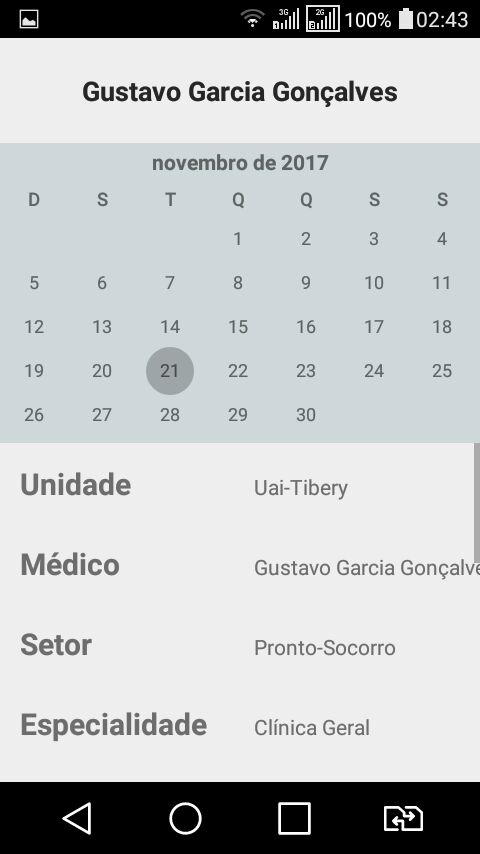 3G 2G 100% 02:43
Gustavo Garcia Gonçalves
novembro de 2017
D S T Q Q S S
1 2 3 4
5 6 7 8 9 10 11
12 13 14 15 16 17 18
19 20 21 22 23 24 25
26 27 28 29 30
Unidade Uai-Tibery
Médico Gustavo Garcia Gonçalve
Setor Pronto-Socorro
Especialidade Clínica Geral